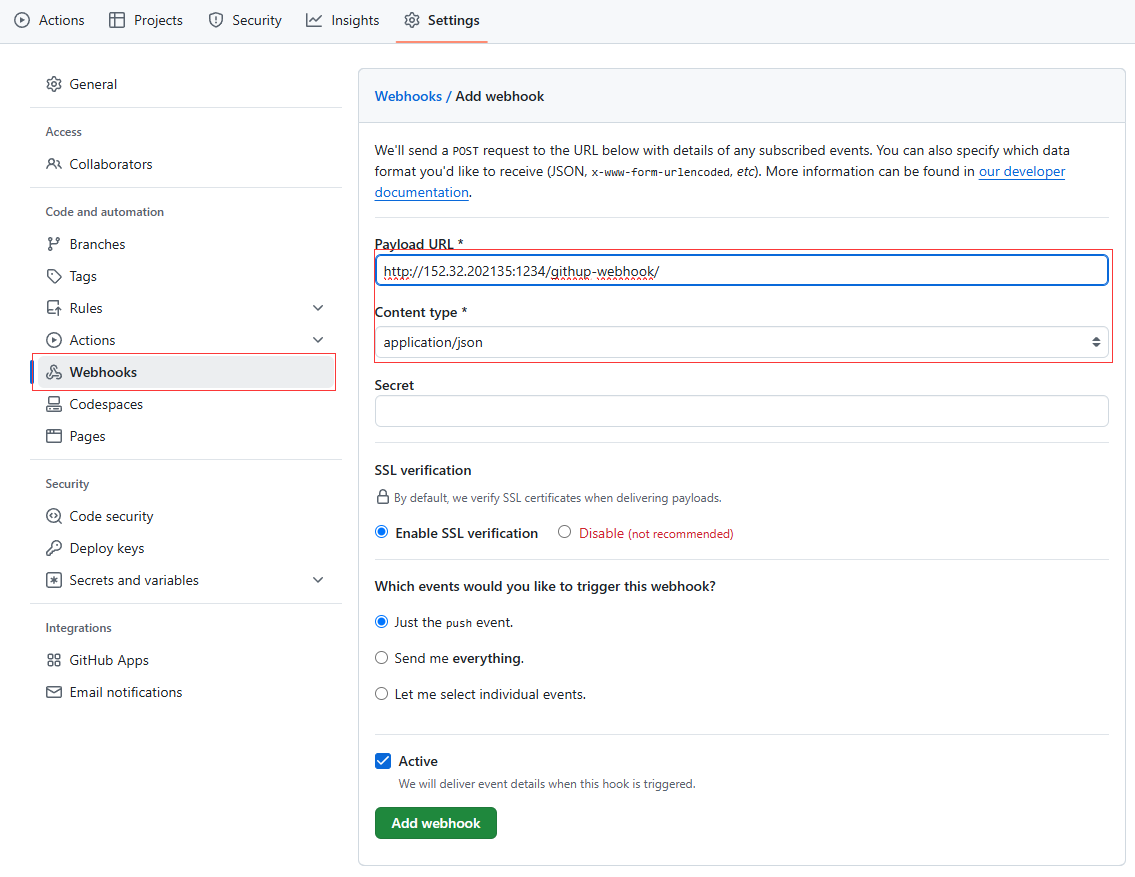 Actions Projects Security Insights Settings
General
Access
Collaborators
Code and automation
Branches
Tags
Rules
Actions
Webhooks
Codespaces
Pages
Security
Code security
Deploy keys
Secrets and variables
Integrations
GitHub Apps
Email notifications
Webhooks / Add webhook
We'll send a POST request to the URL below with details of any subscribed events. You can also specify which data
format you'd like to receive (JSON, x-www-form-urlencoded, etc). More information can be found in our developer
documentation.
Payload URL *
http://152.32.202135:1234/githup-webhook/
Content type *
application/json
Secret
SSL verification
By default, we verify SSL certificates when delivering payloads.
Enable SSL verification Disable (not recommended)
Which events would you like to trigger this webhook?
Just the push event.
Send me everything.
Let me select individual events.
Active
We will deliver event details when this hook is triggered.
Add webhook